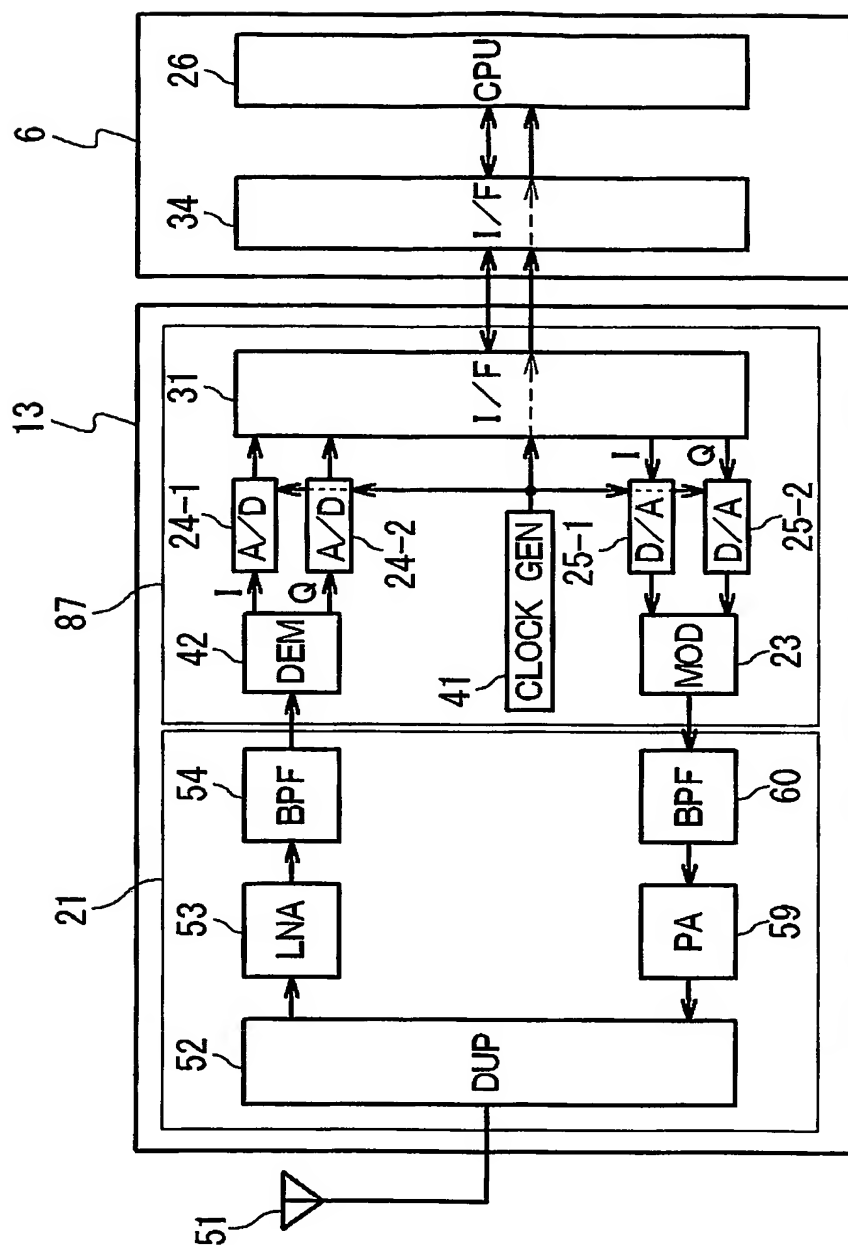 6
26
CPU
34
I/F
13
31
I/F
87
24-1
A/D
A/D
24-2
I
Q
42
DEM
41
CLOCK GEN
I
Q
25-1
D/A
D/A
25-2
MOD
23
21
54
BPF
53
LNA
52
DUP
BPF
60
PA
59
51